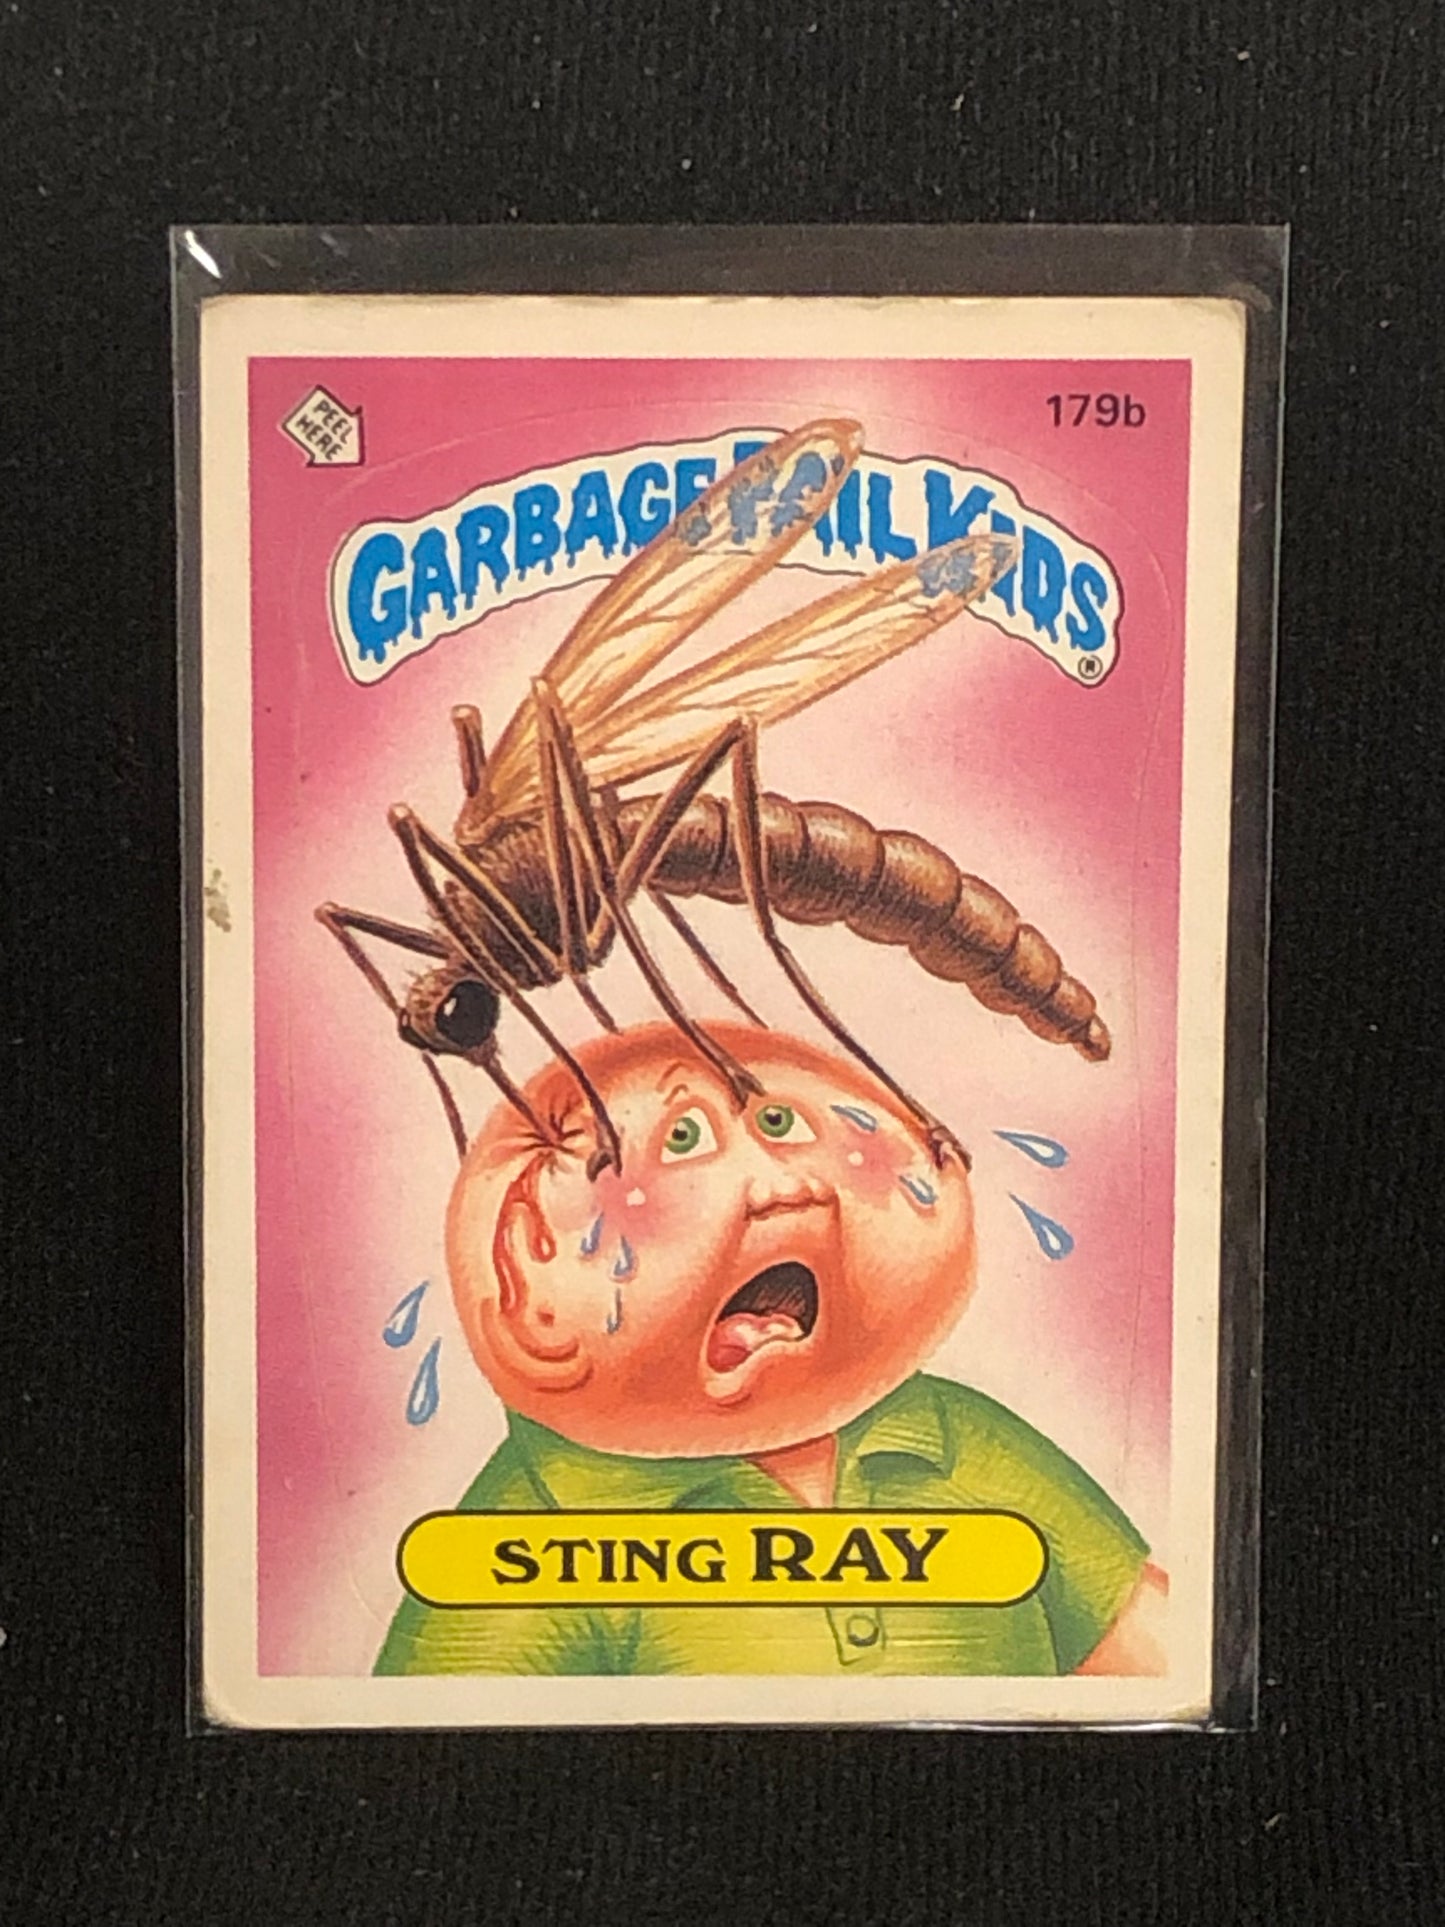 PEEL
HERE
179b
GARBAGE PAIL KIDS
®
STING RAY